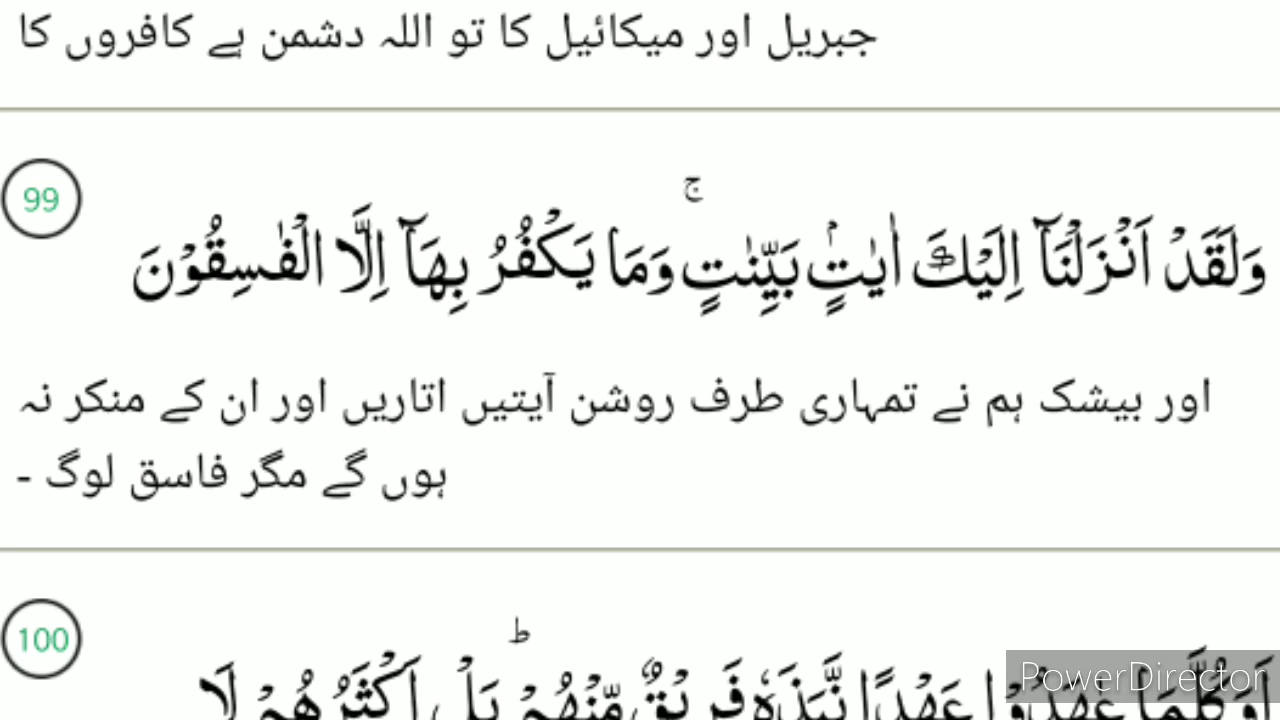 جبریل اور میکائیل کا تو اللہ دشمن ہے کافروں کا
99
وَلَقَدْ اَنْزَلْنَاۤ اِلَيْكَ اٰيٰتٍۭ بَيِّنٰتٍ ۚ وَمَا يَكْفُرُ بِهَاۤ اِلَّا الْفٰسِقُوْنَ
اور بیشک ہم نے تمہاری طرف روشن آیتیں اتاریں اور ان کے منکر نہ
ہوں گے مگر فاسق لوگ -
100
اَوَكُلَّمَا عٰهَدُوْا عَهْدًا نَّبَذَهٗ فَرِيْقٌ مِّنْهُمْ ؕ بَلْ اَكْثَرُهُمْ لَا
PowerDirector